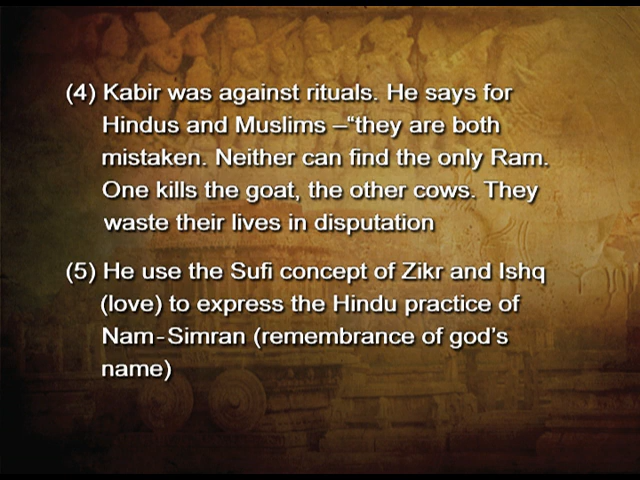 (4) Kabir was against rituals. He says for
Hindus and Muslims –“they are both
mistaken. Neither can find the only Ram.
One kills the goat, the other cows. They
waste their lives in disputation
(5) He use the Sufi concept of Zikr and Ishq
(love) to express the Hindu practice of
Nam-Simran (remembrance of god's
name)